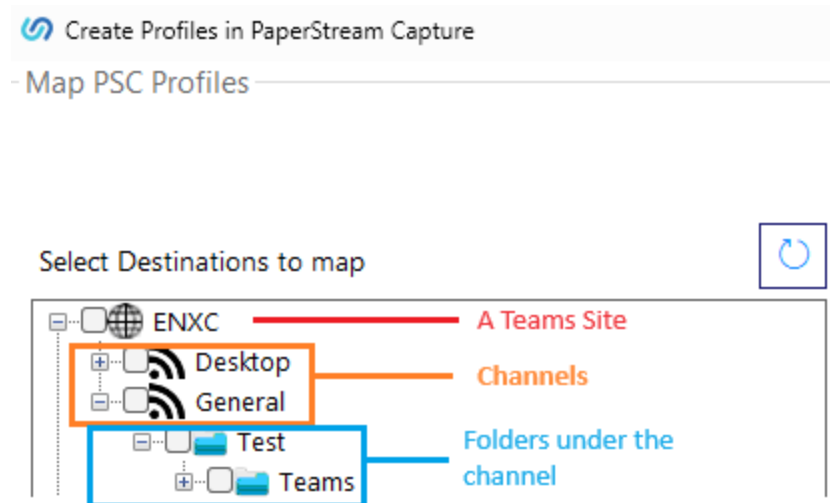 Create Profiles in PaperStream Capture
Map PSC Profiles
Select Destinations to map
ENXC A Teams Site
Desktop
Channels
General
Test
Folders under the
channel
Teams